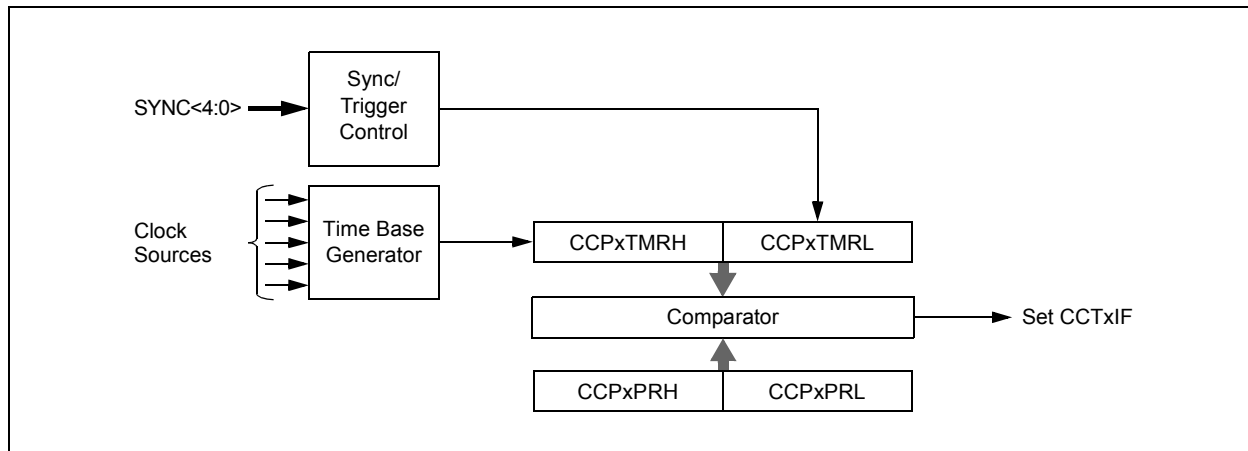 Sync/
Trigger
Control
SYNC<4:0>
Clock
Sources
Time Base
Generator
CCPxTMRH
CCPxTMRL
Comparator
Set CCTxIF
CCPxPRH
CCPxPRL